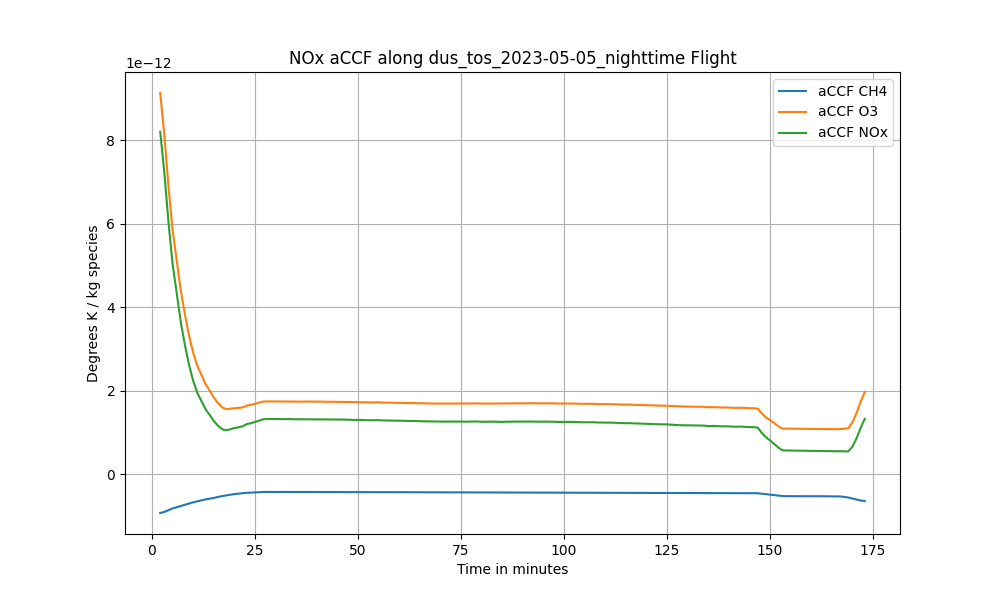 NOx aCCF along dus_tos_2023-05-05_nighttime Flight
1e−12
aCCF CH4
aCCF O3
aCCF NOx
Degrees K / kg species
8
6
4
2
0
0 25 50 75 100 125 150 175
Time in minutes